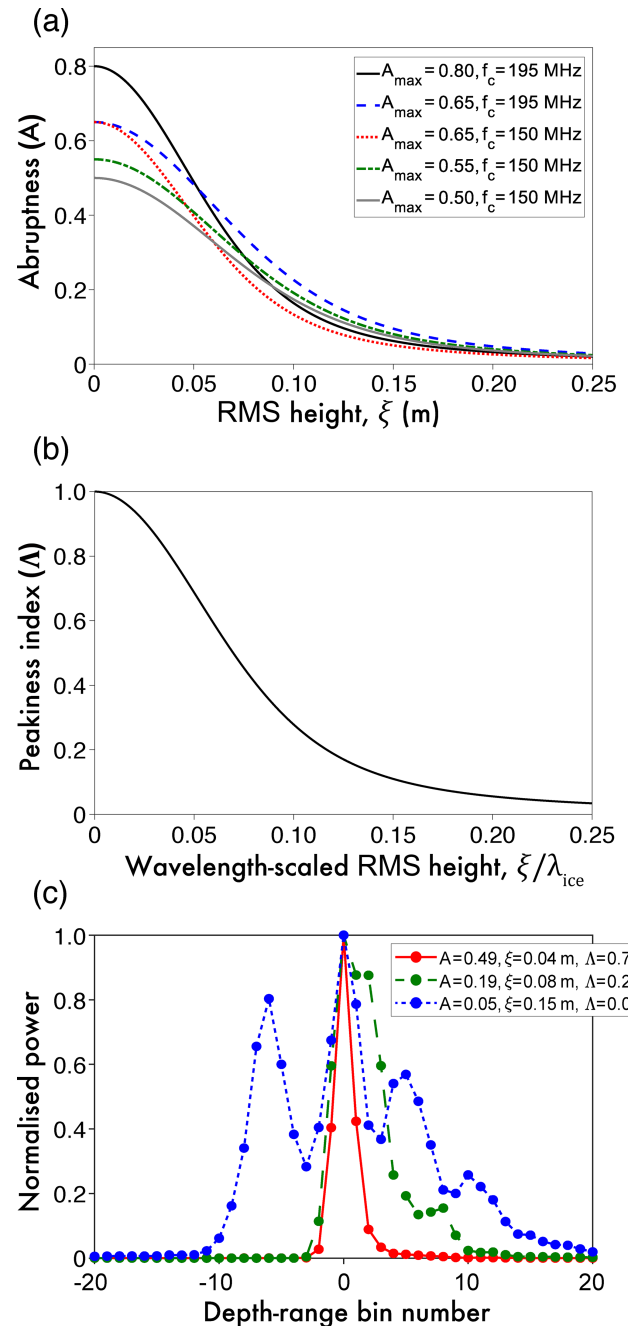 (a)
0.8
0.6
0.4
0.2
0
0
0.05
0.10
0.15
0.20
0.25
Abruptness (A)
RMS height, ξ (m)
A_max = 0.80, f_c = 195 MHz
A_max = 0.65, f_c = 195 MHz
A_max = 0.65, f_c = 150 MHz
A_max = 0.55, f_c = 150 MHz
A_max = 0.50, f_c = 150 MHz
(b)
1.0
0.8
0.6
0.4
0.2
0
0
0.05
0.10
0.15
0.20
0.25
Peakiness index (Λ)
Wavelength-scaled RMS height, ξ/λ_ice
(c)
1.0
0.8
0.6
0.4
0.2
0
-20
-10
0
10
20
Normalised power
Depth-range bin number
A=0.49, ξ=0.04 m, Λ=0.7
A=0.19, ξ=0.08 m, Λ=0.2
A=0.05, ξ=0.15 m, Λ=0.0